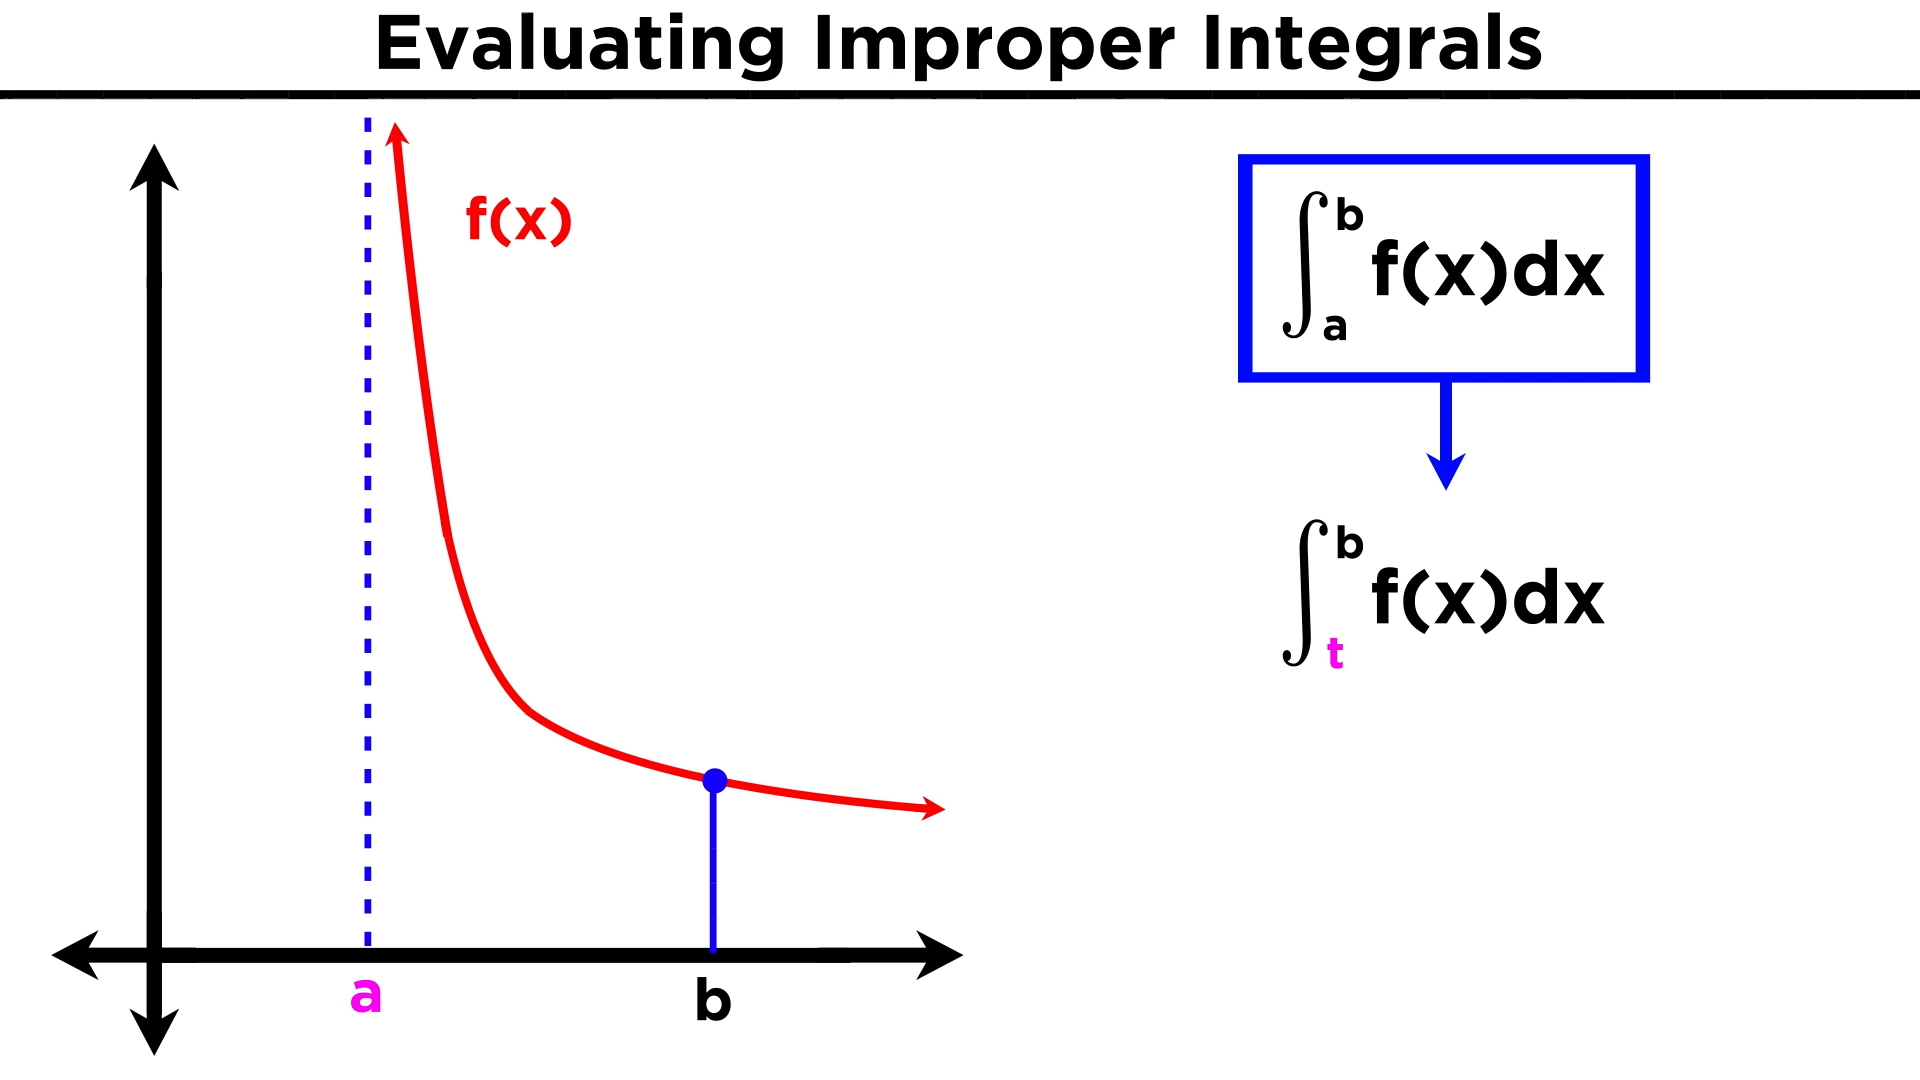 Evaluating Improper Integrals
f(x)
∫ₐᵇ f(x)dx
∫ₜᵇ f(x)dx
a b